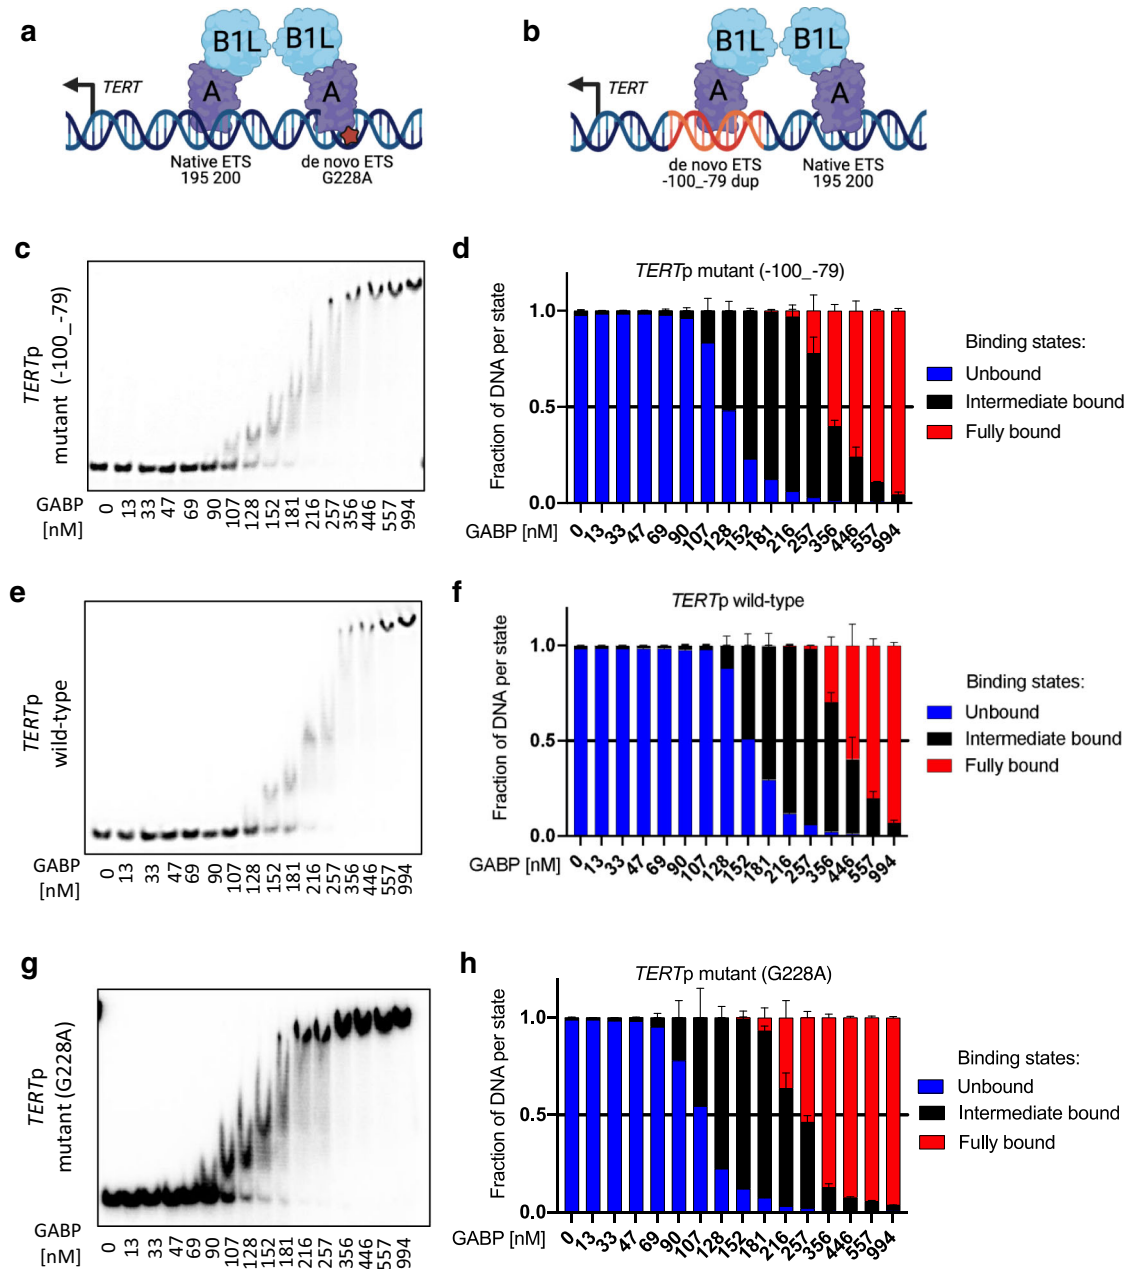 a
B1L B1L
A A
TERT
Native ETS
195 200
de novo ETS
G228A
b
B1L B1L
A A
TERT
de novo ETS
-100_-79 dup
Native ETS
195 200
c
TERTp
mutant (-100_-79)
GABP
[nM]
0 13 33 47 69 90 107 128 152 181 216 257 356 446 557 994
d
TERTp mutant (-100_-79)
Fraction of DNA per state
1.0
0.5
0.0
GABP [nM]
0 13 33 47 69 90 107 128 152 181 216 257 356 446 557 994
Binding states:
Unbound
Intermediate bound
Fully bound
e
TERTp
wild-type
GABP
[nM]
0 13 33 47 69 90 107 128 152 181 216 257 356 446 557 994
f
TERTp wild-type
Fraction of DNA per state
1.0
0.5
0.0
GABP [nM]
0 13 33 47 69 90 107 128 152 181 216 257 356 446 557 994
Binding states:
Unbound
Intermediate bound
Fully bound
g
TERTp
mutant (G228A)
GABP
[nM]
0 13 33 47 69 90 107 128 152 181 216 257 356 446 557 994
h
TERTp mutant (G228A)
Fraction of DNA per state
1.0
0.5
0.0
GABP [nM]
0 13 33 47 69 90 107 128 152 181 216 257 356 446 557 994
Binding states:
Unbound
Intermediate bound
Fully bound